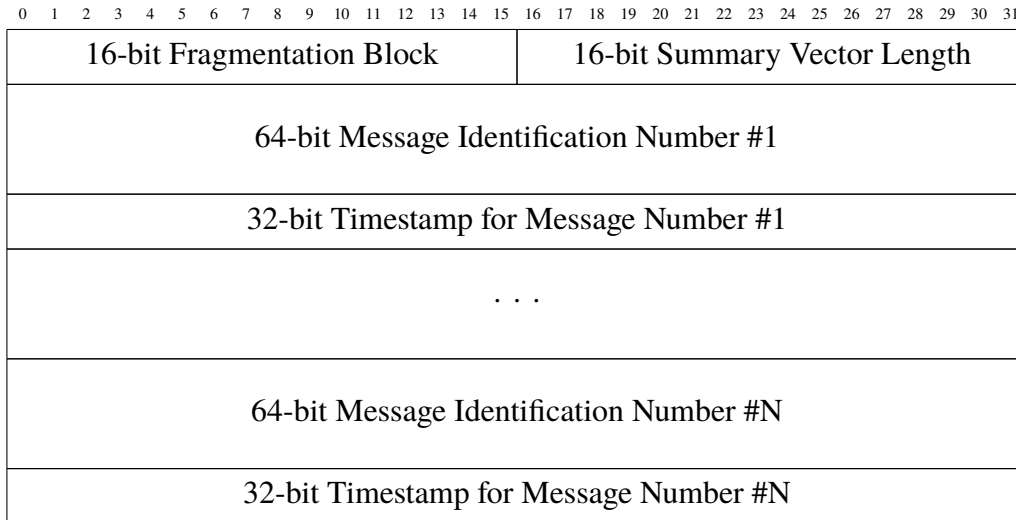 0 1 2 3 4 5 6 7 8 9 10 11 12 13 14 15 16 17 18 19 20 21 22 23 24 25 26 27 28 29 30 31
16-bit Fragmentation Block 16-bit Summary Vector Length
64-bit Message Identification Number #1
32-bit Timestamp for Message Number #1
. . .
64-bit Message Identification Number #N
32-bit Timestamp for Message Number #N